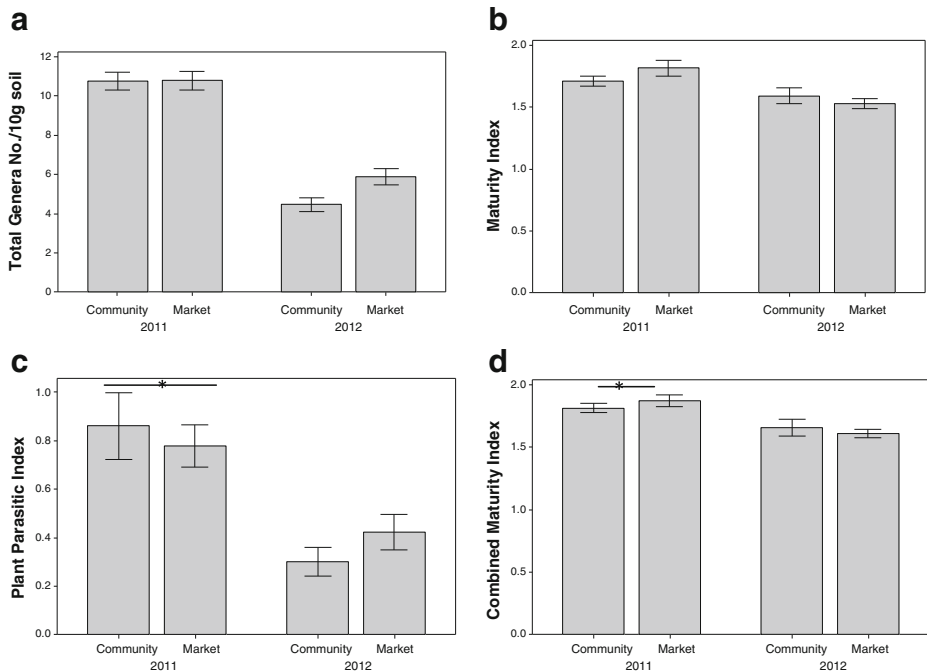 a
Total Genera No./10g soil
12
10
8
6
4
2
0
Community Market Community Market
2011 2012
b
Maturity Index
2.0
1.5
1.0
0.5
0.0
Community Market Community Market
2011 2012
c
Plant Parasitic Index
1.0
0.8
0.6
0.4
0.2
0.0
*
Community Market Community Market
2011 2012
d
Combined Maturity Index
2.0
1.5
1.0
0.5
0.0
*
Community Market Community Market
2011 2012